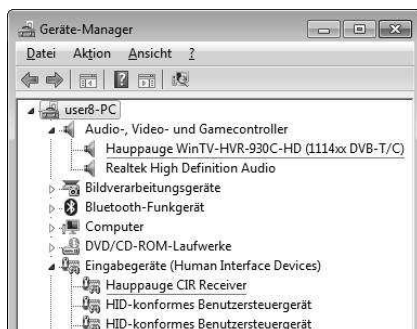 Geräte-Manager
Datei Aktion Ansicht ?
user8-PC
Audio-, Video- und Gamecontroller
Hauppauge WinTV-HVR-930C-HD (1114xx DVB-T/C)
Realtek High Definition Audio
Bildverarbeitungsgeräte
Bluetooth-Funkgerät
Computer
DVD/CD-ROM-Laufwerke
Eingabegeräte (Human Interface Devices)
Hauppauge CIR Receiver
HID-konformes Benutzersteuergerät
HID-konformes Benutzersteuergerät